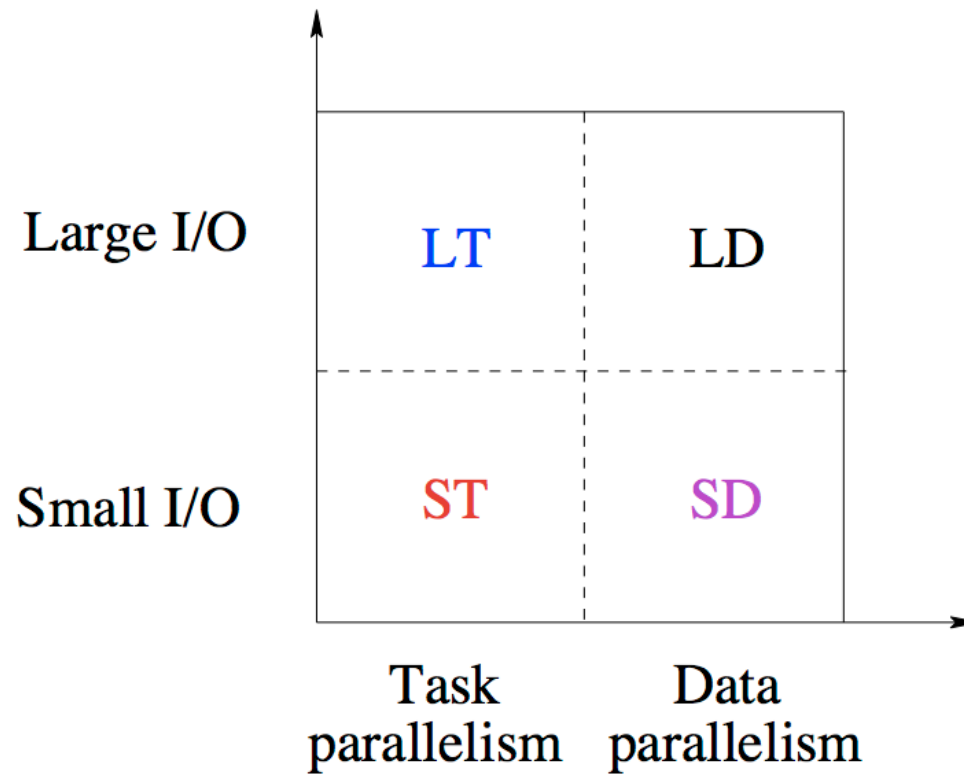 Large I/O
LT
LD
Small I/O
ST
SD
Task
parallelism
Data
parallelism